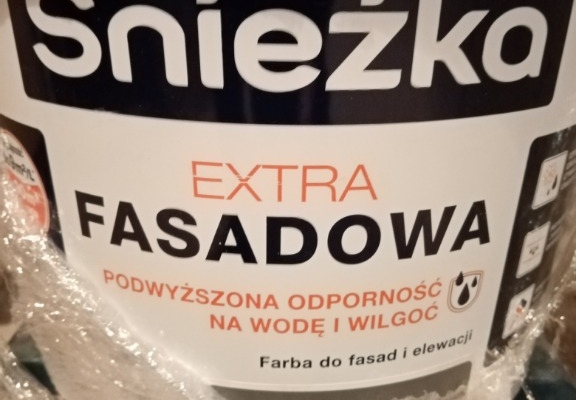 Śnieżka
EXTRA
FASADOWA
PODWYŻSZONA ODPORNOŚĆ
NA WODĘ I WILGOĆ
Farba do fasad i elewacji